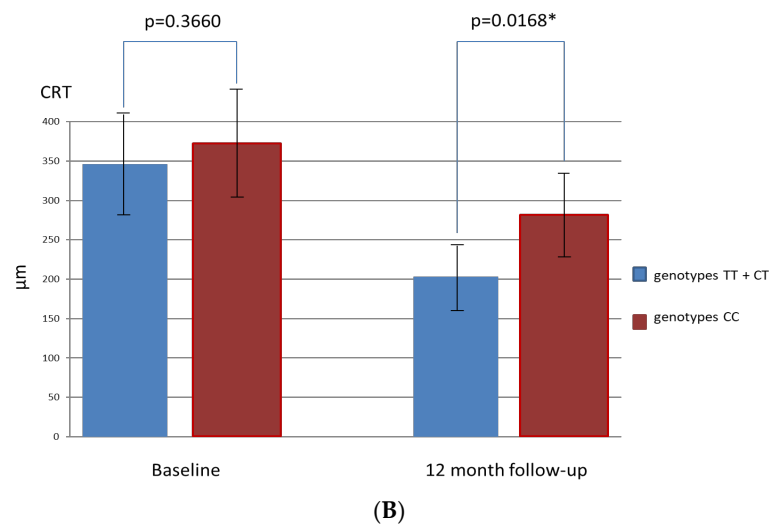 p=0.3660
p=0.0168*
CRT
400
350
300
250
200
150
100
50
0
µm
genotypes TT + CT
genotypes CC
Baseline
12 month follow-up
(B)